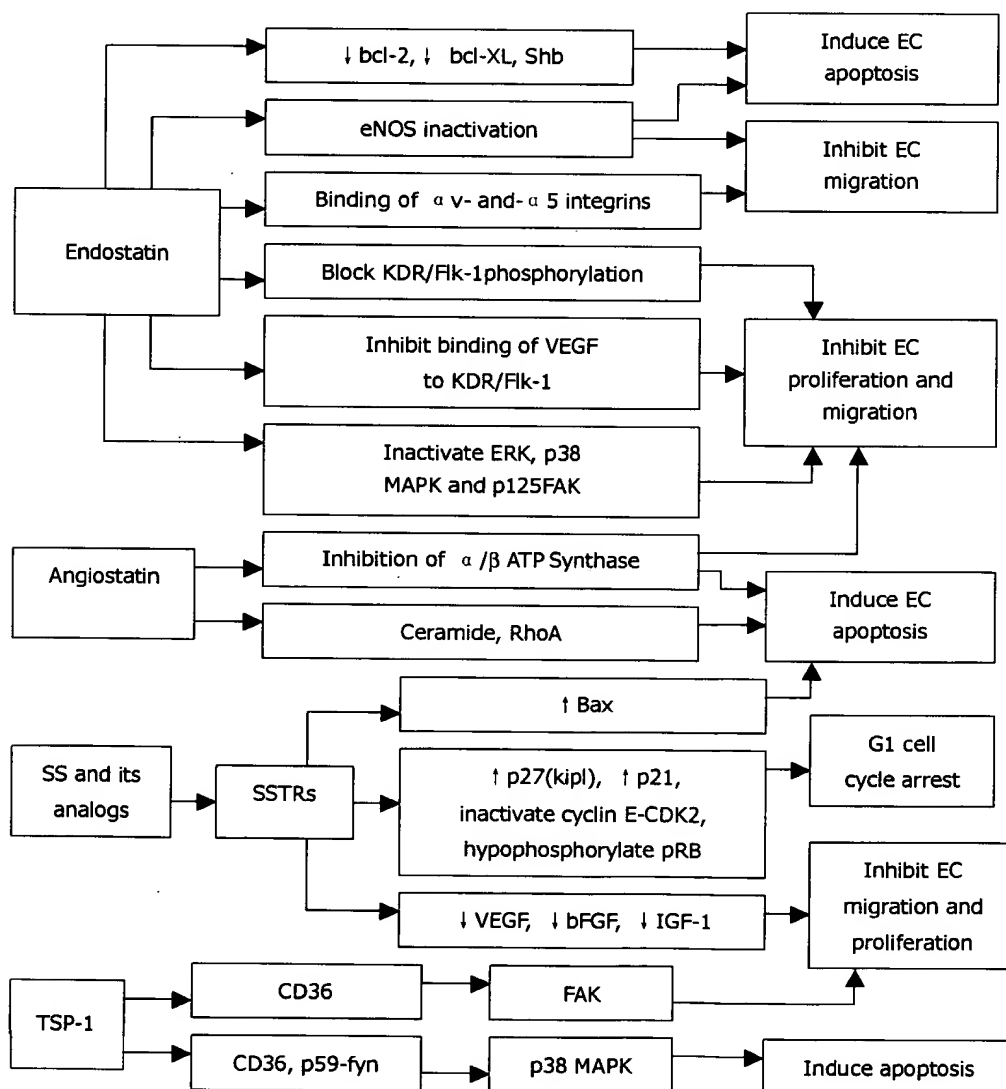 ↓ bcl-2, ↓ bcl-XL, Shb
Induce EC
apoptosis
eNOS inactivation
Inhibit EC
migration
Binding of α v- and- α 5 integrins
Endostatin
Block KDR/Flk-1phosphorylation
Inhibit binding of VEGF
to KDR/Flk-1
Inhibit EC
proliferation and
migration
Inactivate ERK, p38
MAPK and p125FAK
Angiostatin
Inhibition of α/β ATP Synthase
Induce EC
apoptosis
Ceramide, RhoA
↑ Bax
G1 cell
cycle arrest
SS and its
analogs
SSTRs
↑ p27(kipl), ↑ p21,
inactivate cyclin E-CDK2,
hypophosphorylate pRB
Inhibit EC
migration and
proliferation
↓ VEGF, ↓ bFGF, ↓ IGF-1
TSP-1
CD36
FAK
CD36, p59-fyn
p38 MAPK
Induce apoptosis